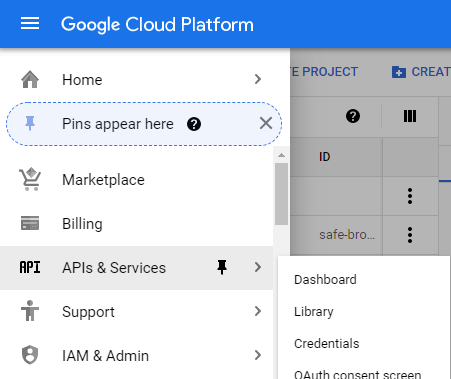 Google Cloud Platform
Home
TE PROJECT
CREAT
Pins appear here
ID
Marketplace
Billing
safe-bro...
API
APIs & Services
Dashboard
Support
Library
Credentials
IAM & Admin
OAuth consent screen